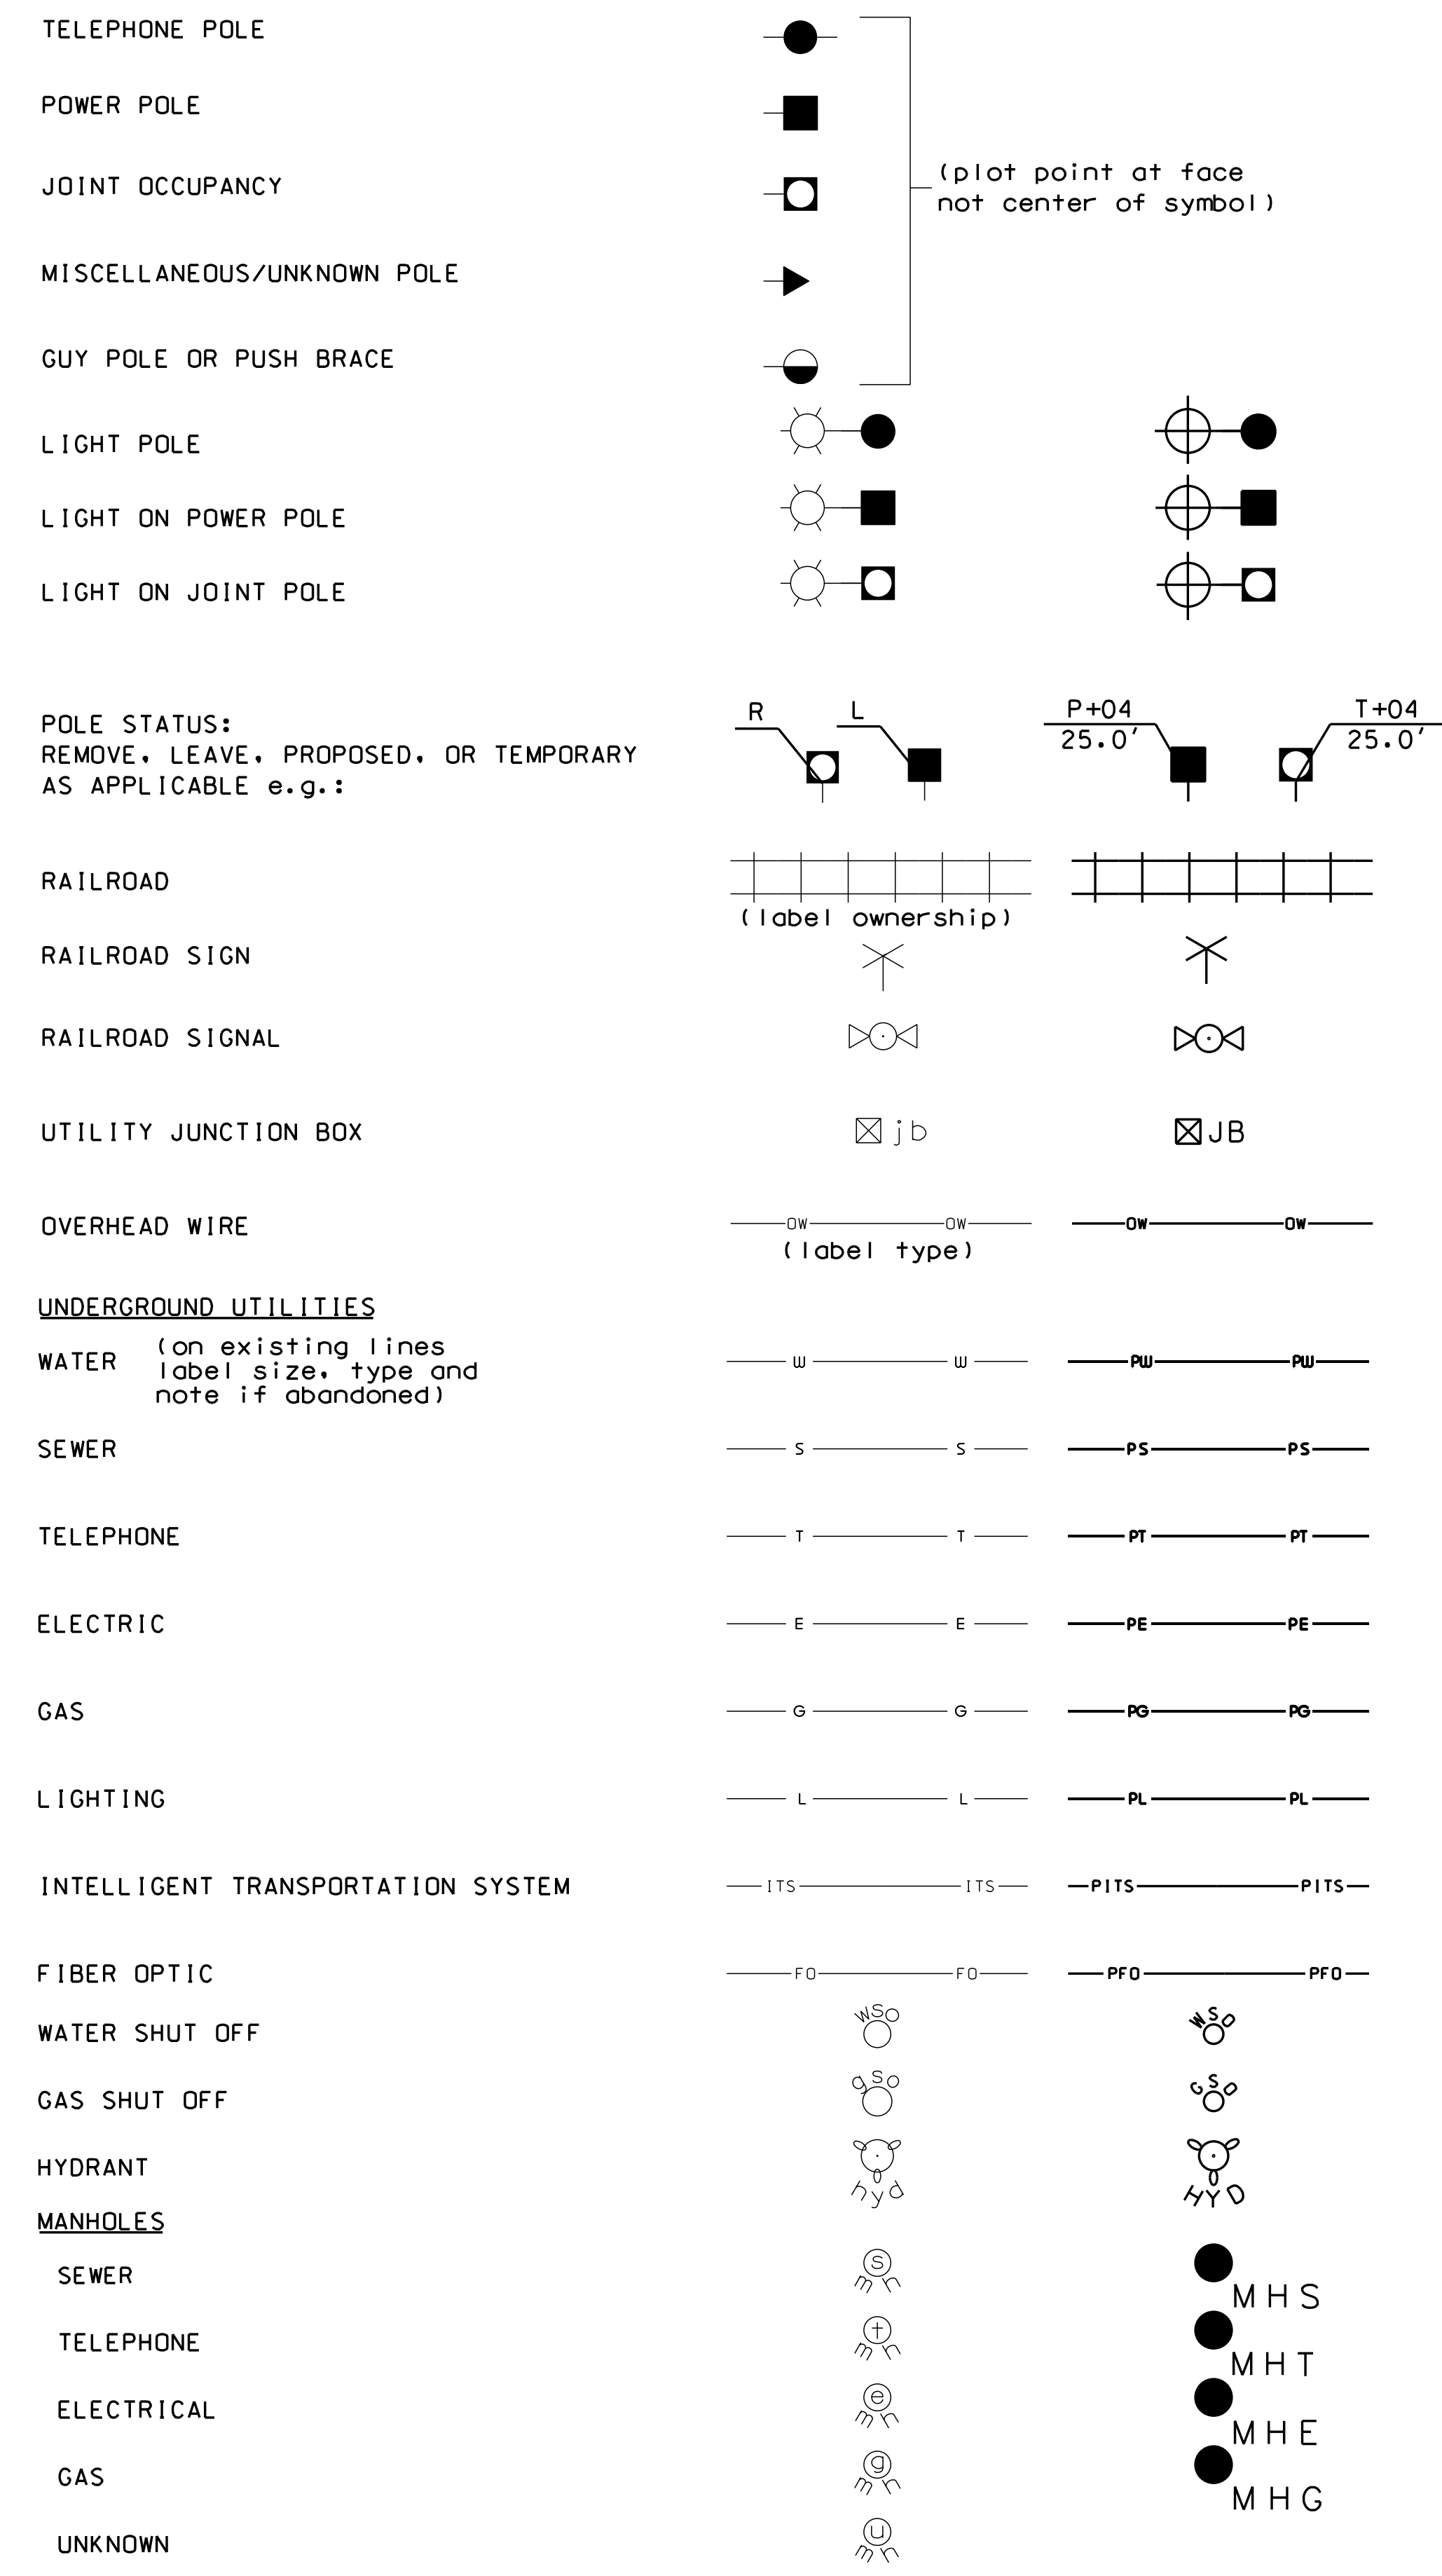 TELEPHONE POLE
POWER POLE
JOINT OCCUPANCY
(plot point at face
not center of symbol)
MISCELLANEOUS/UNKNOWN POLE
GUY POLE OR PUSH BRACE
LIGHT POLE
LIGHT ON POWER POLE
LIGHT ON JOINT POLE
POLE STATUS:
REMOVE, LEAVE, PROPOSED, OR TEMPORARY
AS APPLICABLE e.g.:
R L P+04 T+04
25.0' 25.0'
RAILROAD
(label ownership)
RAILROAD SIGN
RAILROAD SIGNAL
UTILITY JUNCTION BOX jb JB
OVERHEAD WIRE OW OW OW OW
(label type)
UNDERGROUND UTILITIES
WATER (on existing lines
label size, type and
note if abandoned)
W W PW PW
SEWER S S PS PS
TELEPHONE T T PT PT
ELECTRIC E E PE PE
GAS G G PG PG
LIGHTING L L PL PL
INTELLIGENT TRANSPORTATION SYSTEM ITS ITS PITS PITS
FIBER OPTIC FO FO PFO PFO
WATER SHUT OFF WSO WSO
GAS SHUT OFF gso GSO
HYDRANT hyd HYD
MANHOLES
SEWER s mh MHS
TELEPHONE t mh MHT
ELECTRICAL e mh MHE
GAS g mh MHG
UNKNOWN u mh